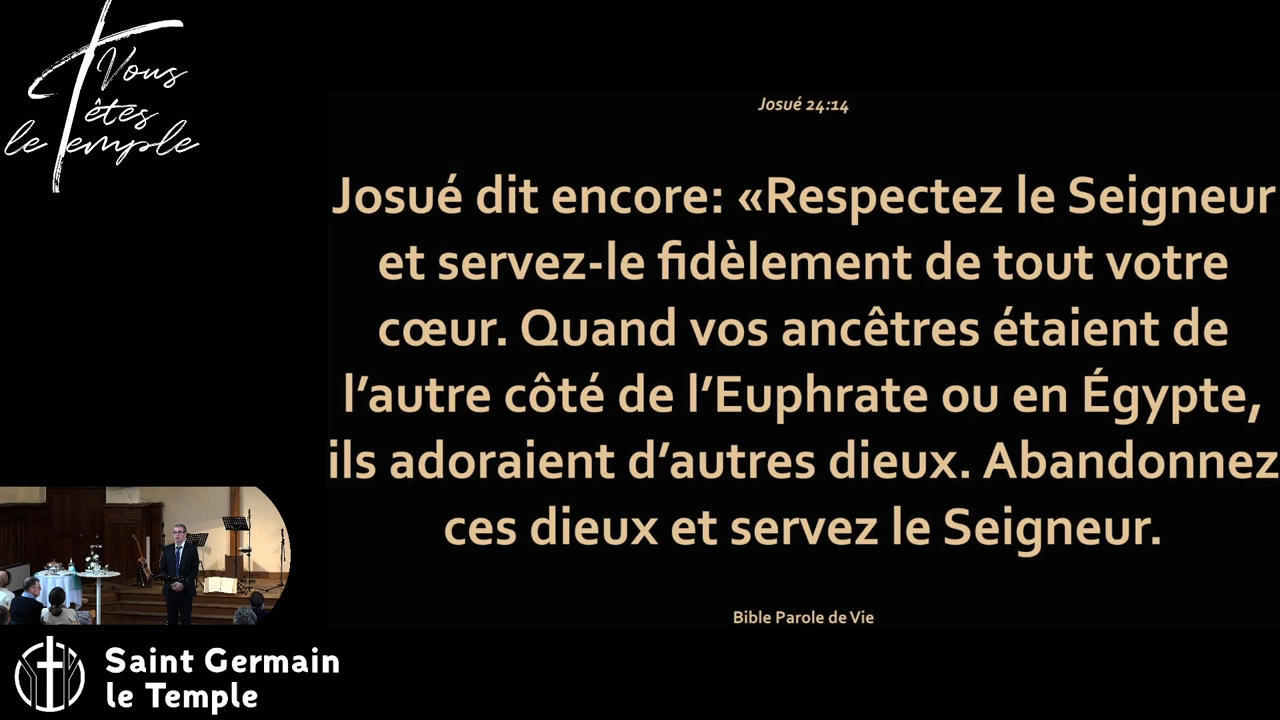 Vous
êtes
le Temple
Josué 24:14
Josué dit encore: «Respectez le Seigneur
et servez-le fidèlement de tout votre
cœur. Quand vos ancêtres étaient de
l’autre côté de l’Euphrate ou en Égypte,
ils adoraient d’autres dieux. Abandonnez
ces dieux et servez le Seigneur.
Bible Parole de Vie
Saint Germain
le Temple